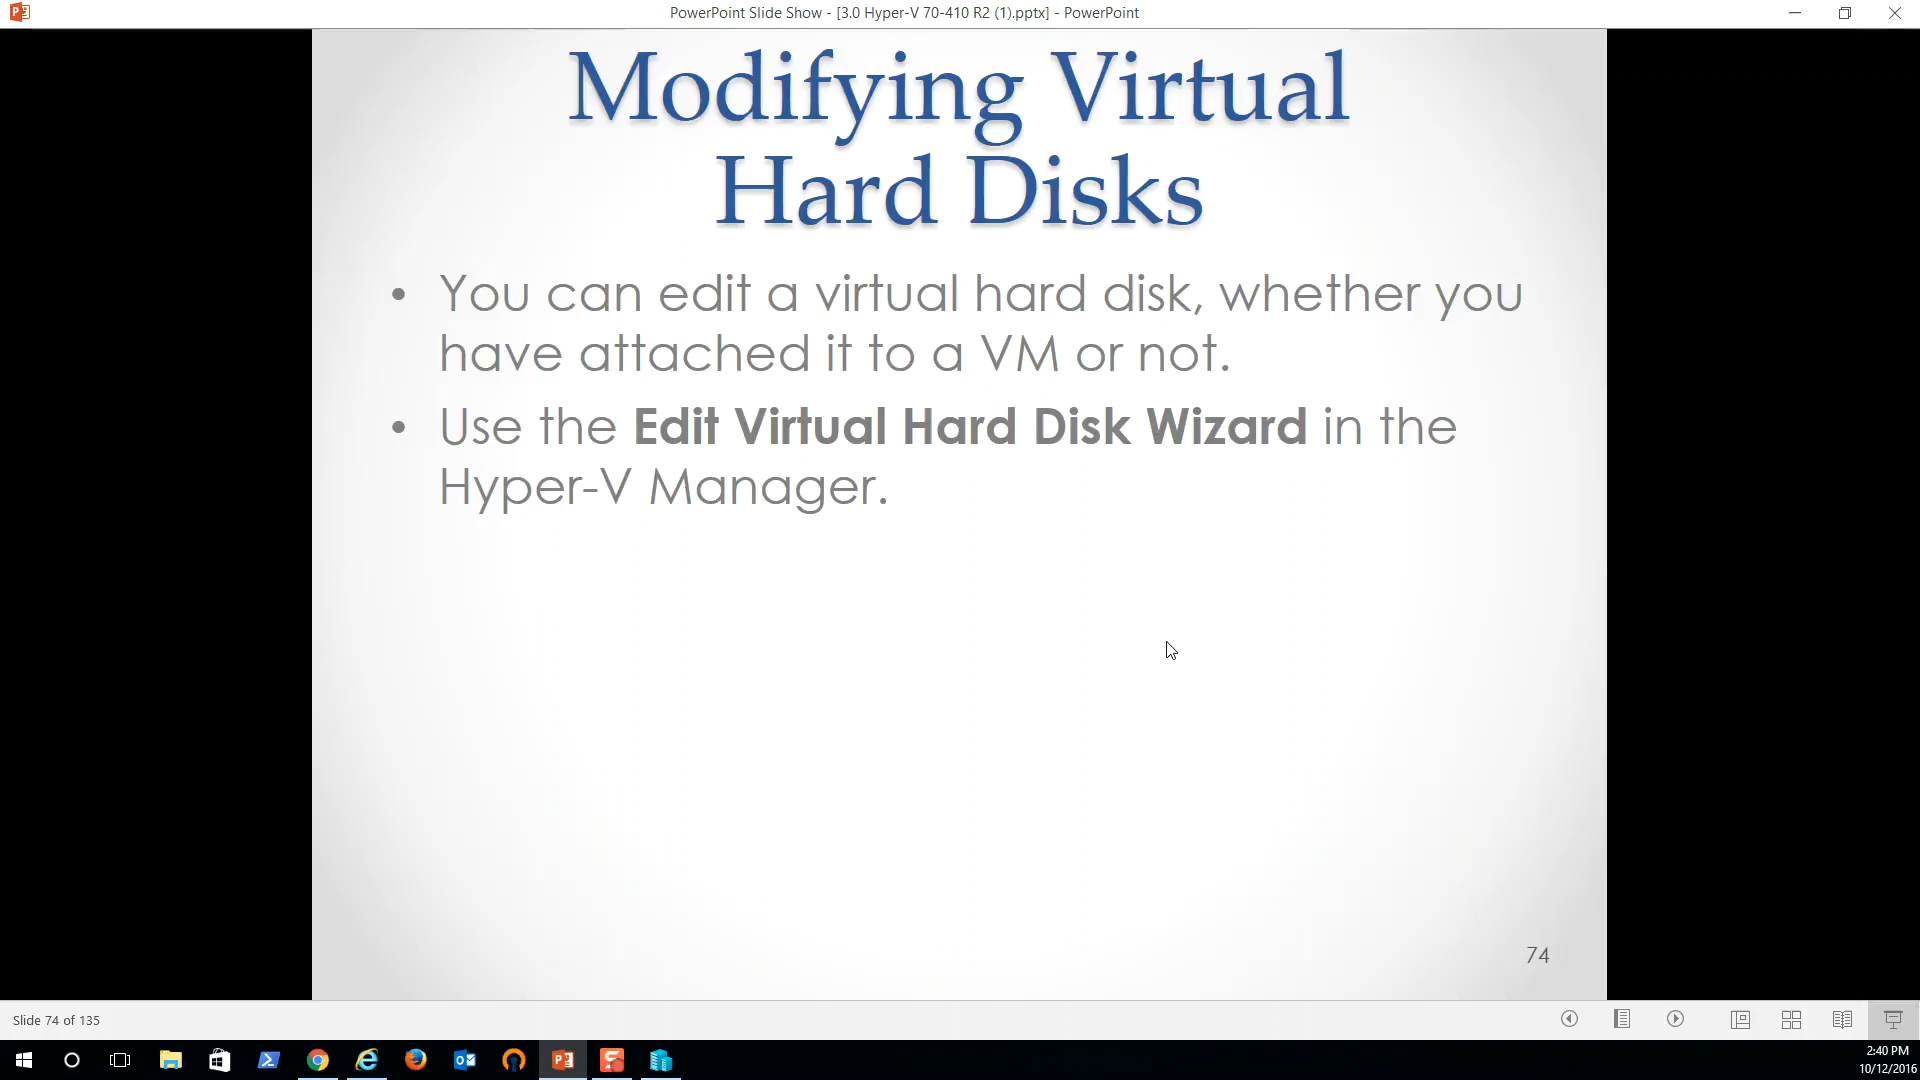 PowerPoint Slide Show - [3.0 Hyper-V 70-410 R2 (1).pptx] - PowerPoint
Modifying Virtual
Hard Disks
• You can edit a virtual hard disk, whether you
have attached it to a VM or not.
• Use the Edit Virtual Hard Disk Wizard in the
Hyper-V Manager.
74
Slide 74 of 135
2:40 PM
10/12/2016